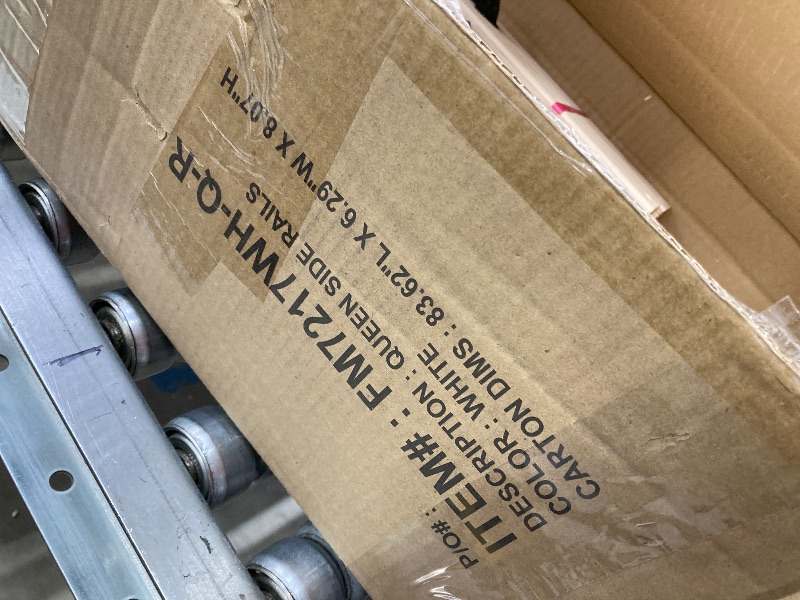 P/O#:
ITEM#: FM7217WH-Q-R
DESCRIPTION : QUEEN SIDE RAILS
COLOR : WHITE
CARTON DIMS : 83.62"L X 6.29"W X 8.07"H